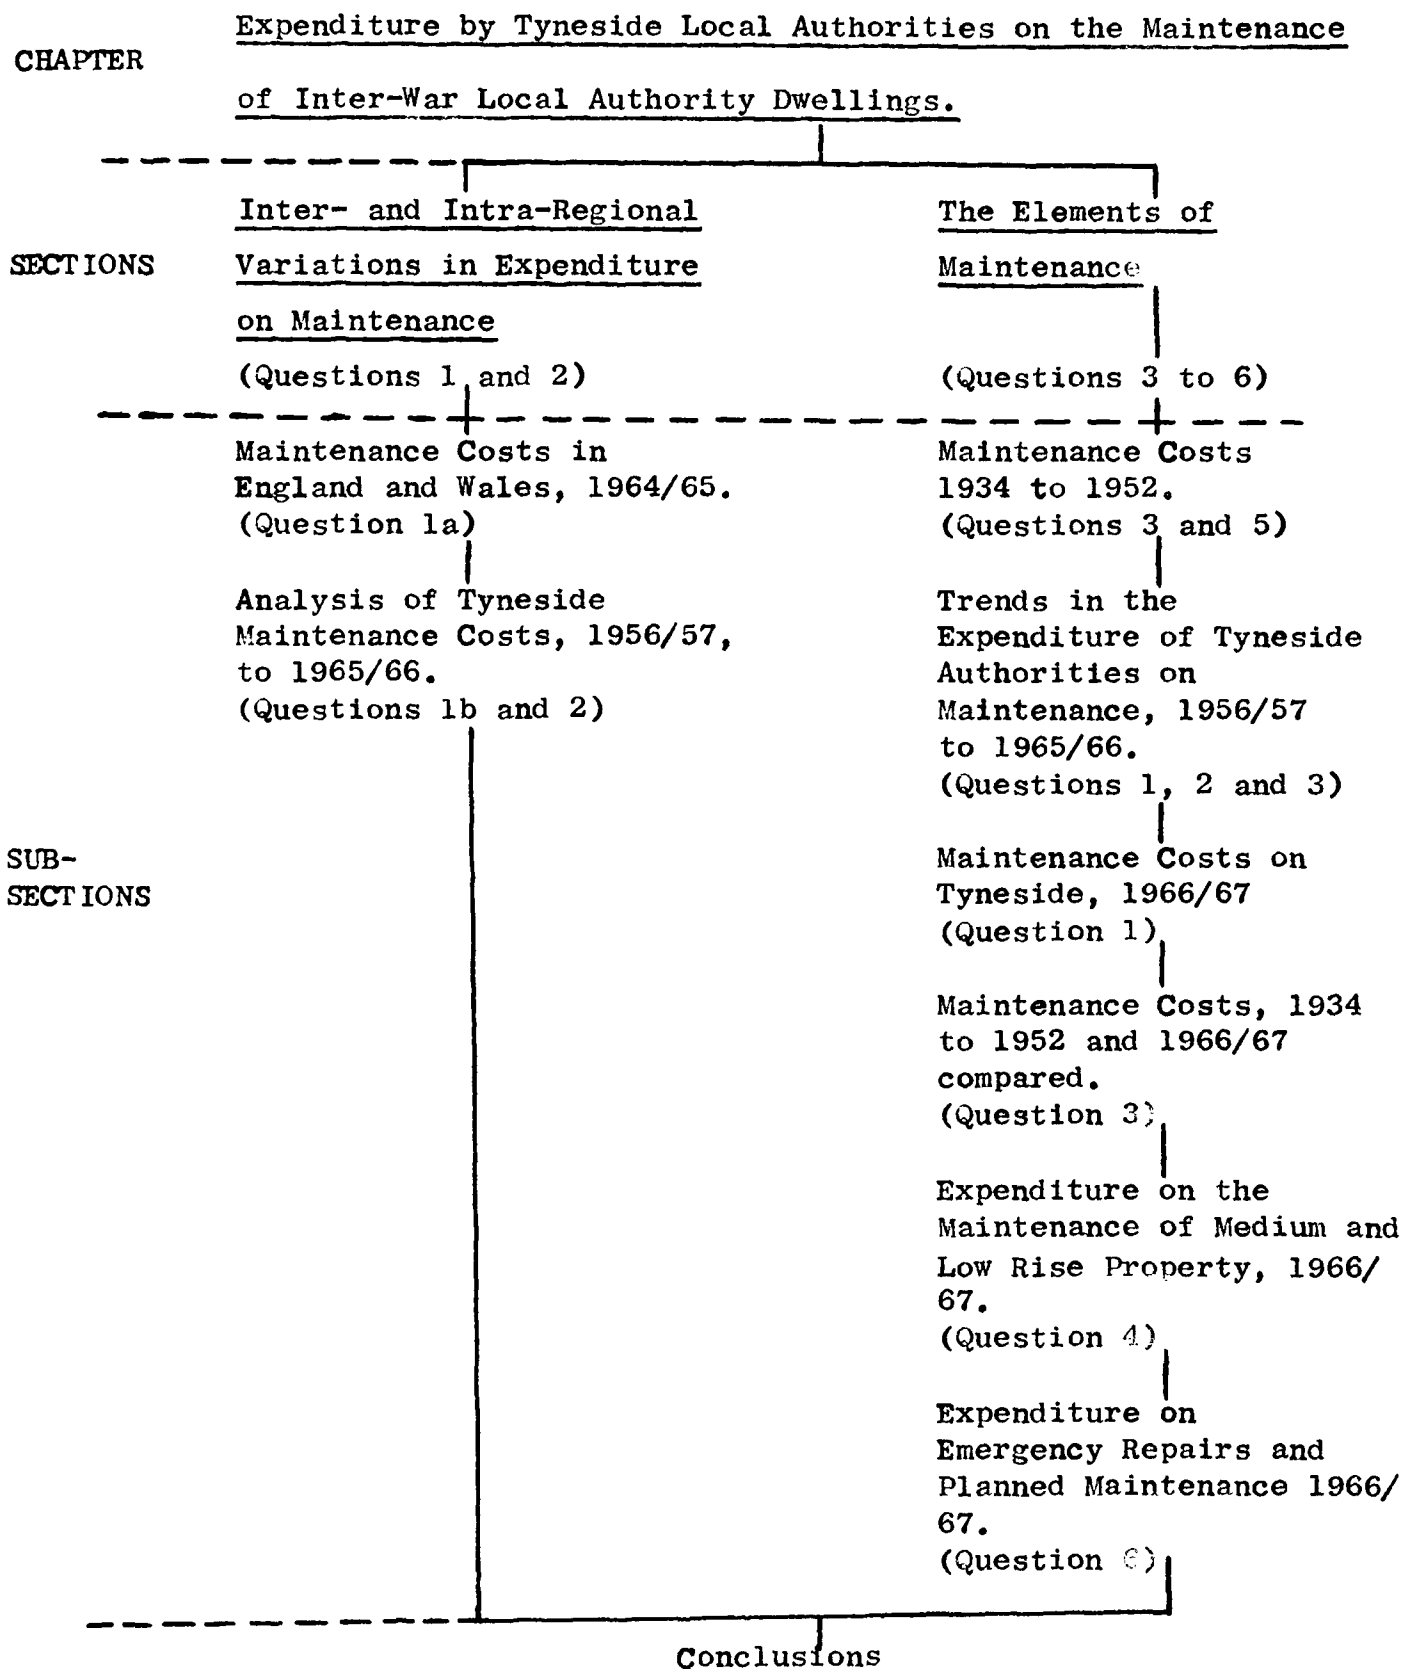 CHAPTER
Expenditure by Tyneside Local Authorities on the Maintenance
of Inter-War Local Authority Dwellings.
SECTIONS
Inter- and Intra-Regional
Variations in Expenditure
on Maintenance
(Questions 1 and 2)
The Elements of
Maintenance
(Questions 3 to 6)
SUB-
SECTIONS
Maintenance Costs in
England and Wales, 1964/65.
(Question 1a)
Analysis of Tyneside
Maintenance Costs, 1956/57,
to 1965/66.
(Questions 1b and 2)
Maintenance Costs
1934 to 1952.
(Questions 3 and 5)
Trends in the
Expenditure of Tyneside
Authorities on
Maintenance, 1956/57
to 1965/66.
(Questions 1, 2 and 3)
Maintenance Costs on
Tyneside, 1966/67
(Question 1)
Maintenance Costs, 1934
to 1952 and 1966/67
compared.
(Question 3)
Expenditure on the
Maintenance of Medium and
Low Rise Property, 1966/
67.
(Question 4)
Expenditure on
Emergency Repairs and
Planned Maintenance 1966/
67.
(Question 6)
Conclusions